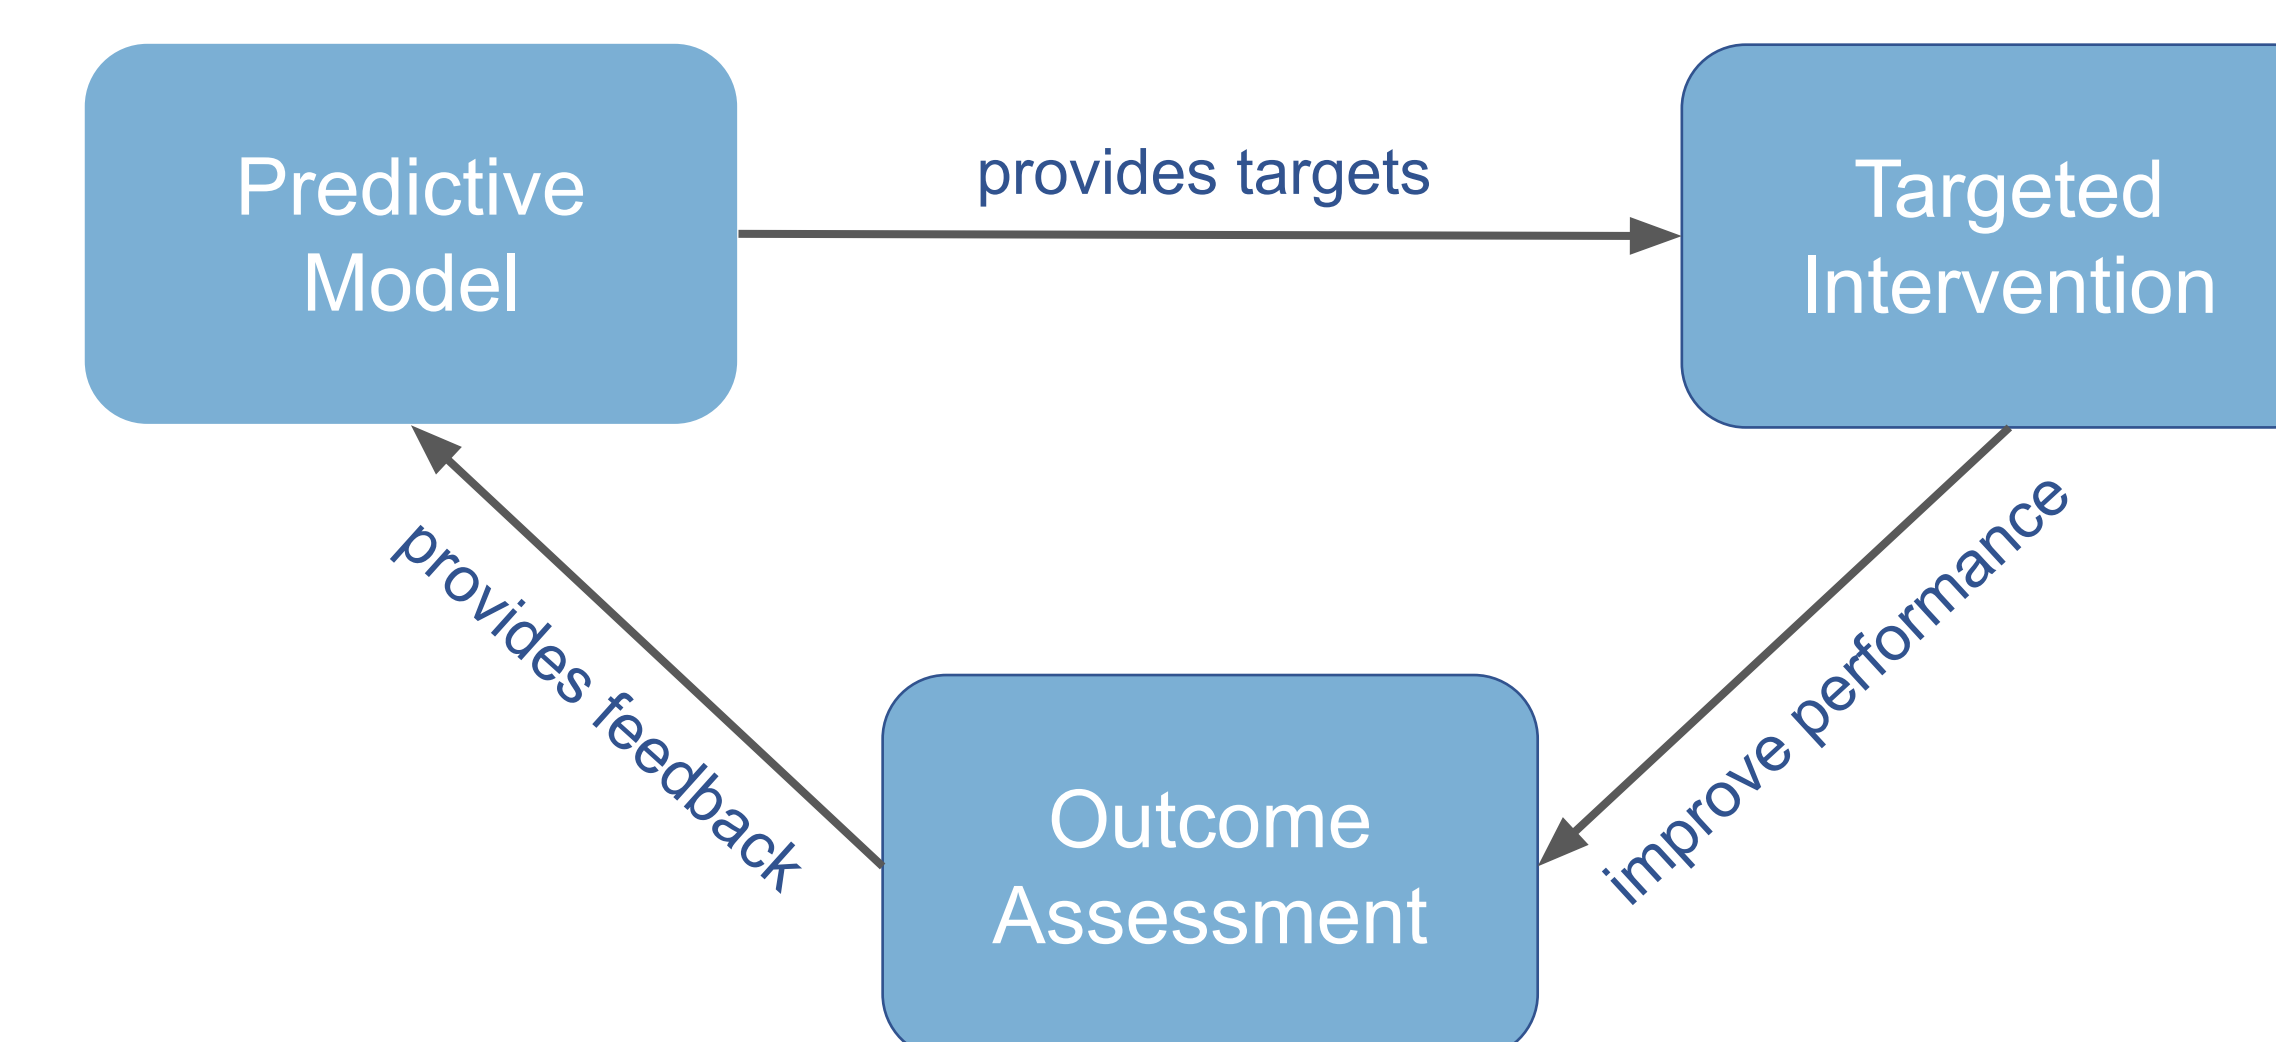 Predictive
Model
provides targets
Targeted
Intervention
provides feedback
improve performance
Outcome
Assessment